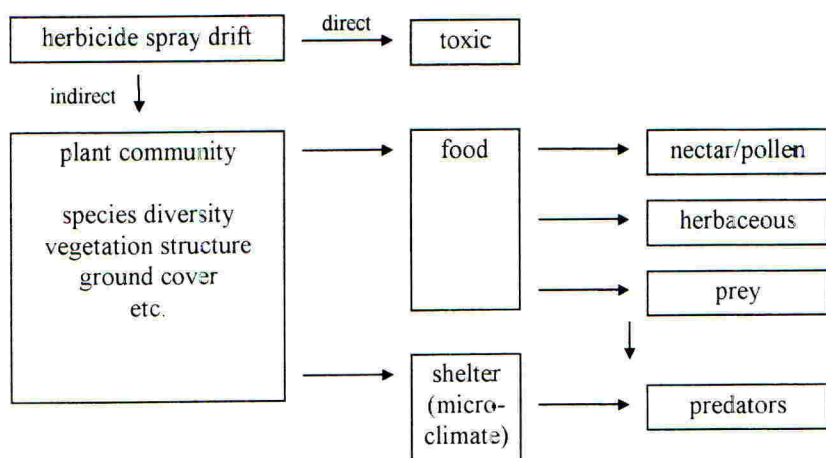 herbicide spray drift
direct
toxic
indirect
plant community
species diversity
vegetation structure
ground cover
etc.
food
nectar/pollen
herbaceous
prey
shelter
(micro-
climate)
predators